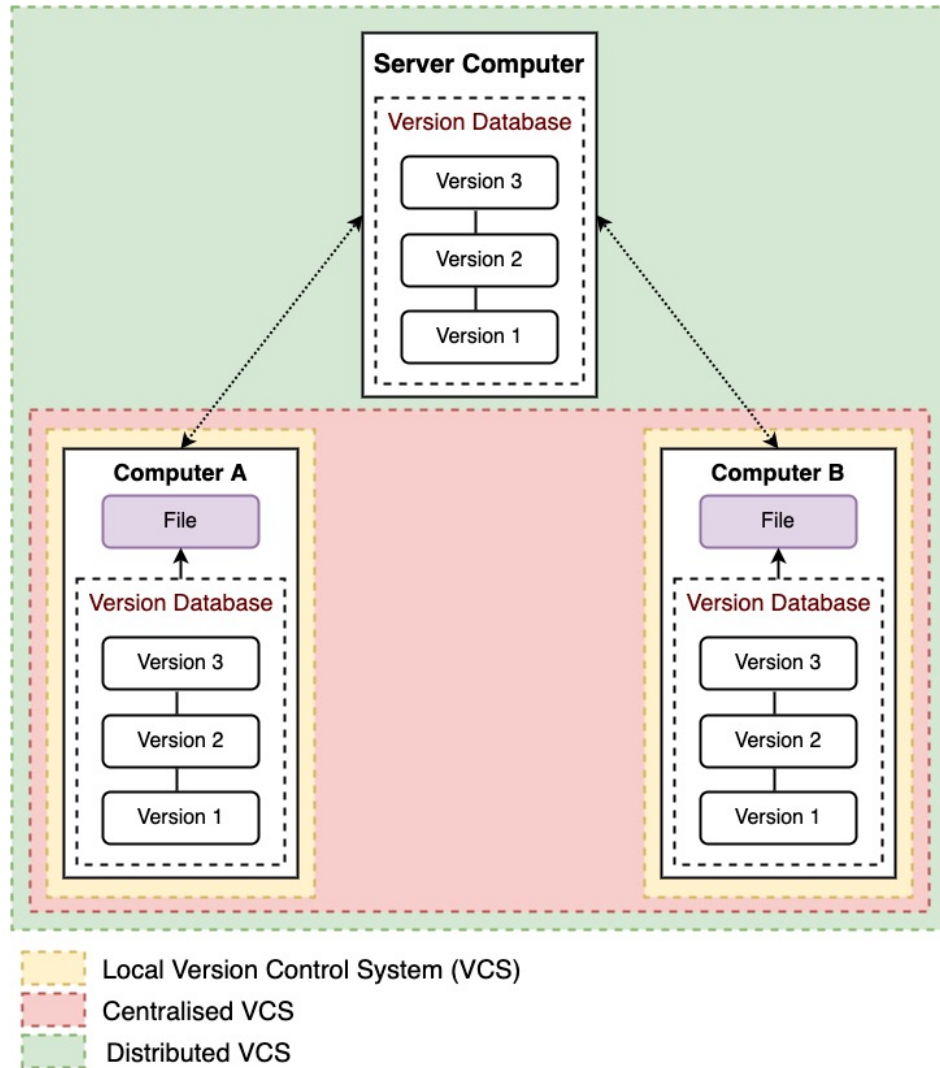 Server Computer
Version Database
Version 3
Version 2
Version 1
Computer A
File
Version Database
Version 3
Version 2
Version 1
Computer B
File
Version Database
Version 3
Version 2
Version 1
Local Version Control System (VCS)
Centralised VCS
Distributed VCS